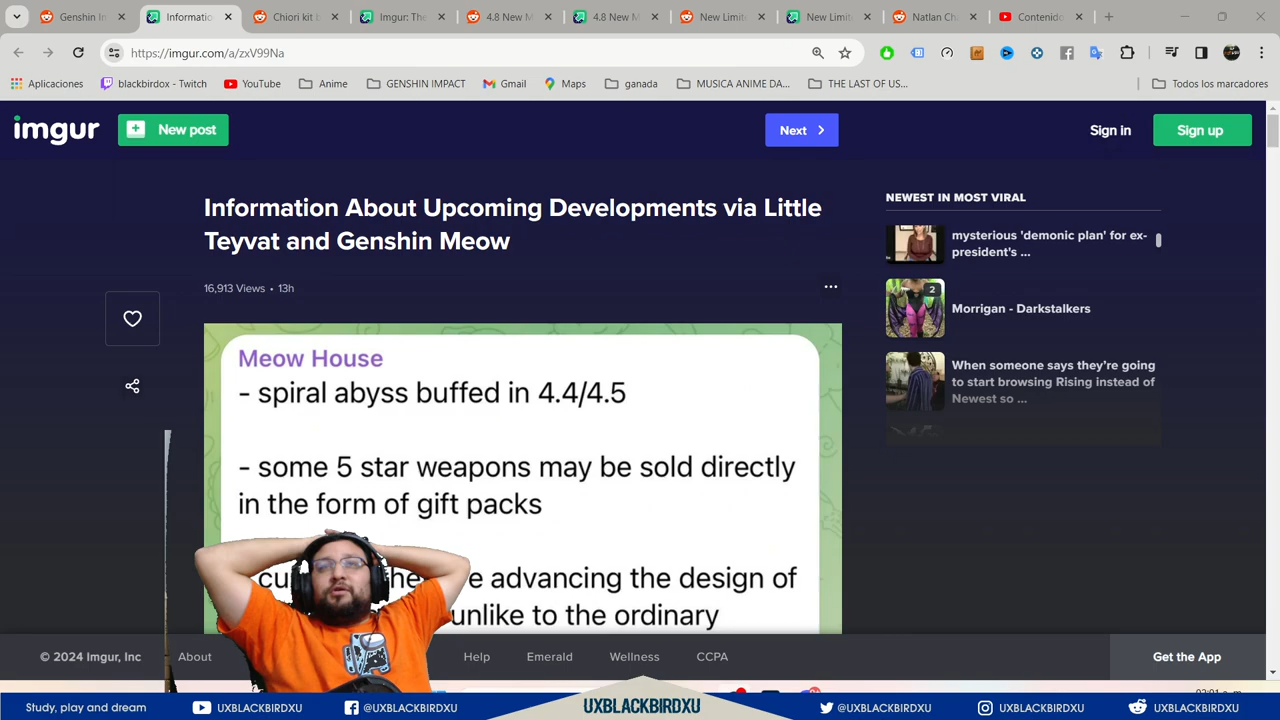 Genshin In
Informatio
Chiori kit b
Imgur: The
4.8 New M
4.8 New M
New Limite
New Limite
Natlan Cha
Contenido
https://imgur.com/a/zxV99Na
Aplicaciones
blackbirdox - Twitch
YouTube
Anime
GENSHIN IMPACT
Gmail
Maps
ganada
MUSICA ANIME DA...
THE LAST OF US...
Todos los marcadores
imgur
New post
Next
Sign in
Sign up
Information About Upcoming Developments via Little
Teyvat and Genshin Meow
16,913 Views • 13h
NEWEST IN MOST VIRAL
mysterious 'demonic plan' for ex-
president's ...
2
Morrigan - Darkstalkers
When someone says they're going
to start browsing Rising instead of
Newest so ...
Meow House
- spiral abyss buffed in 4.4/4.5
- some 5 star weapons may be sold directly
in the form of gift packs
advancing the design of
unlike to the ordinary
© 2024 Imgur, Inc
About
Help
Emerald
Wellness
CCPA
Get the App
Study, play and dream
UXBLACKBIRDXU
@UXBLACKBIRDXU
UXBLACKBIRDXU
@UXBLACKBIRDXU
UXBLACKBIRDXU
UXBLACKBIRDXU